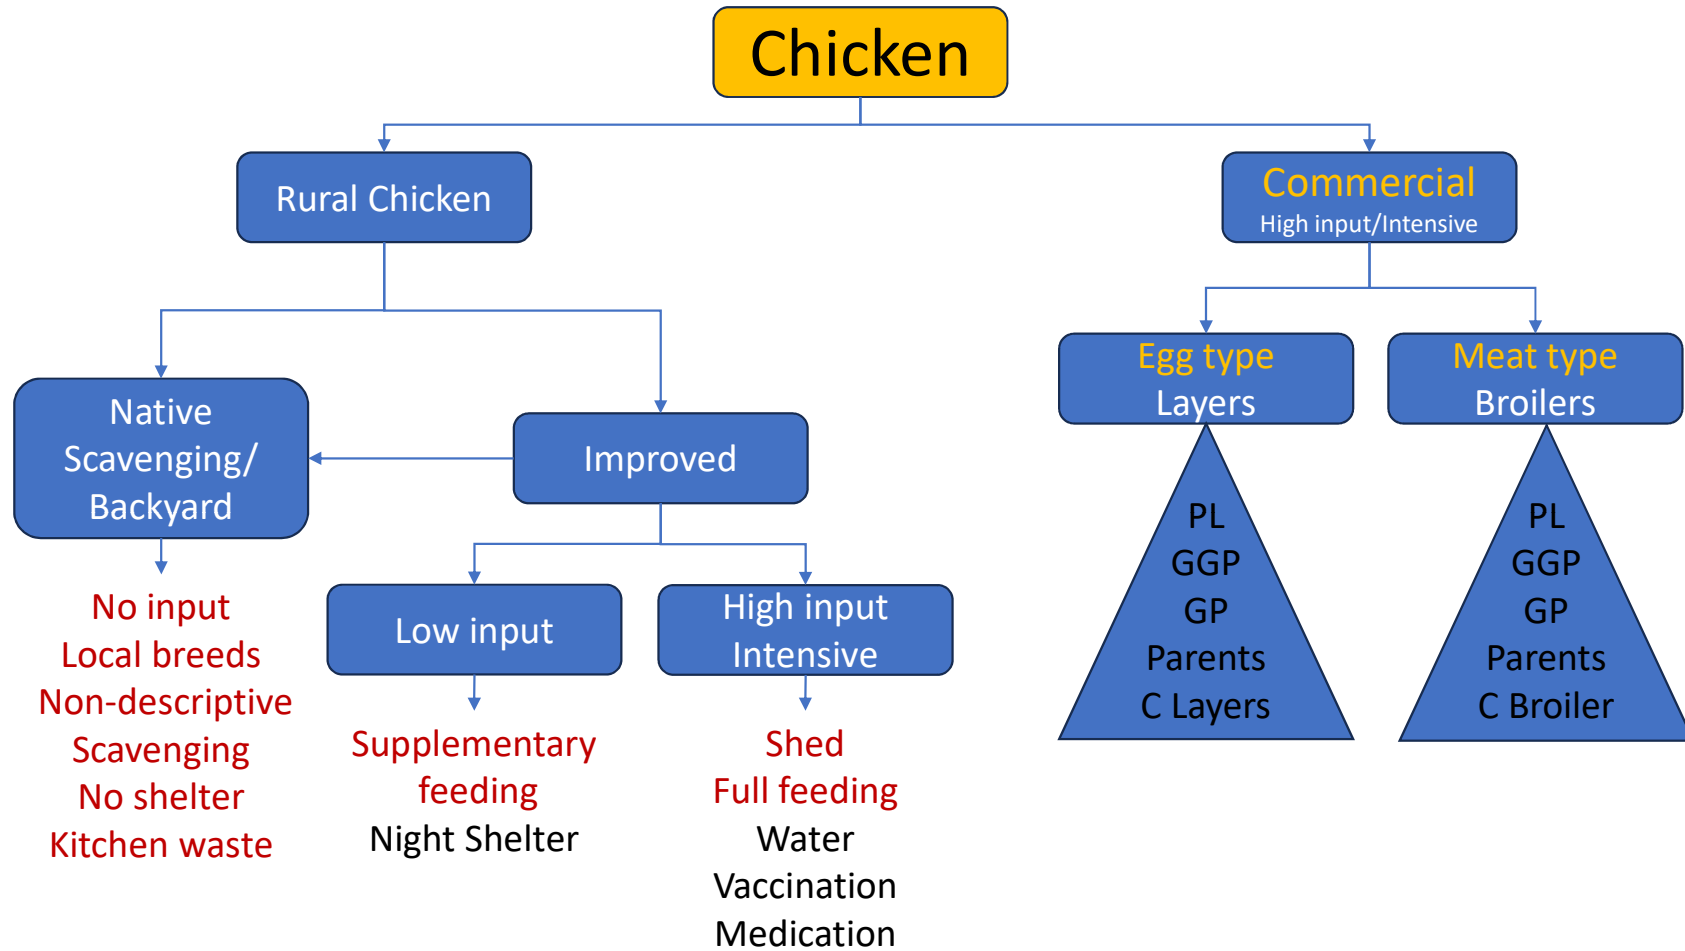 Chicken
Rural Chicken
Commercial
High input/Intensive
Native
Scavenging/
Backyard
Improved
Egg type
Layers
Meat type
Broilers
Low input
High input
Intensive
No input
Local breeds
Non-descriptive
Scavenging
No shelter
Kitchen waste
Supplementary
feeding
Night Shelter
Shed
Full feeding
Water
Vaccination
Medication
PL
GGP
GP
Parents
C Layers
PL
GGP
GP
Parents
C Broiler